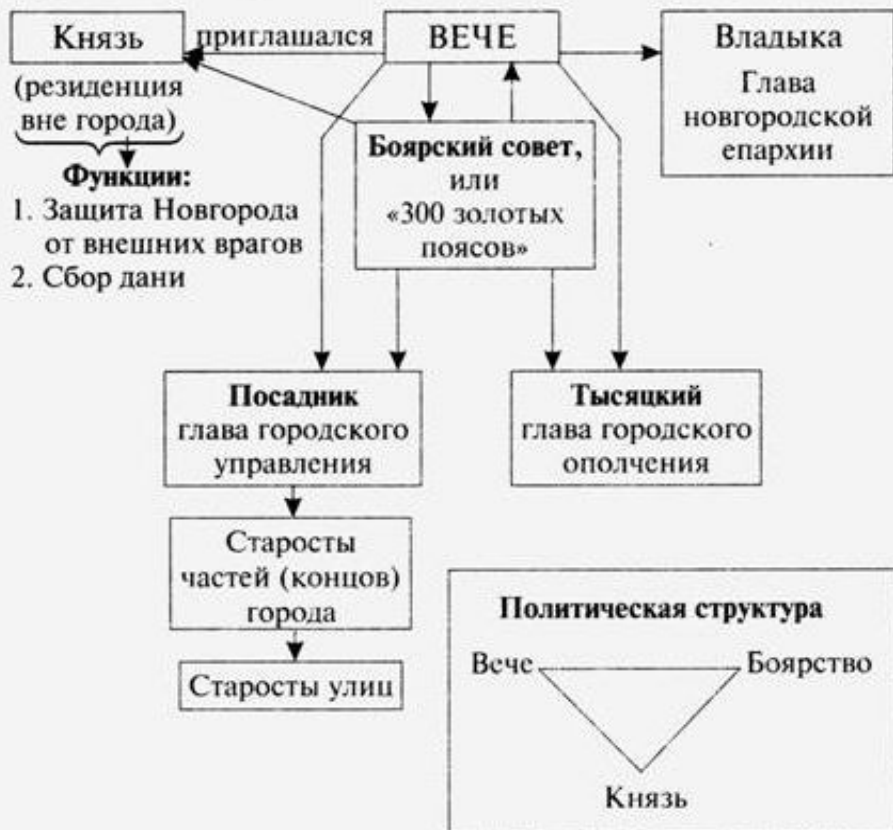 Князь
приглашался
ВЕЧЕ
Владыка
Глава
новгородской
епархии
(резиденция
вне города)
Функции:
1. Защита Новгорода
от внешних врагов
2. Сбор дани
Боярский совет,
или
«300 золотых
поясов»
Посадник
глава городского
управления
Тысяцкий
глава городского
ополчения
Старосты
частей (концов)
города
Старосты улиц
Политическая структура
Вече
Боярство
Князь